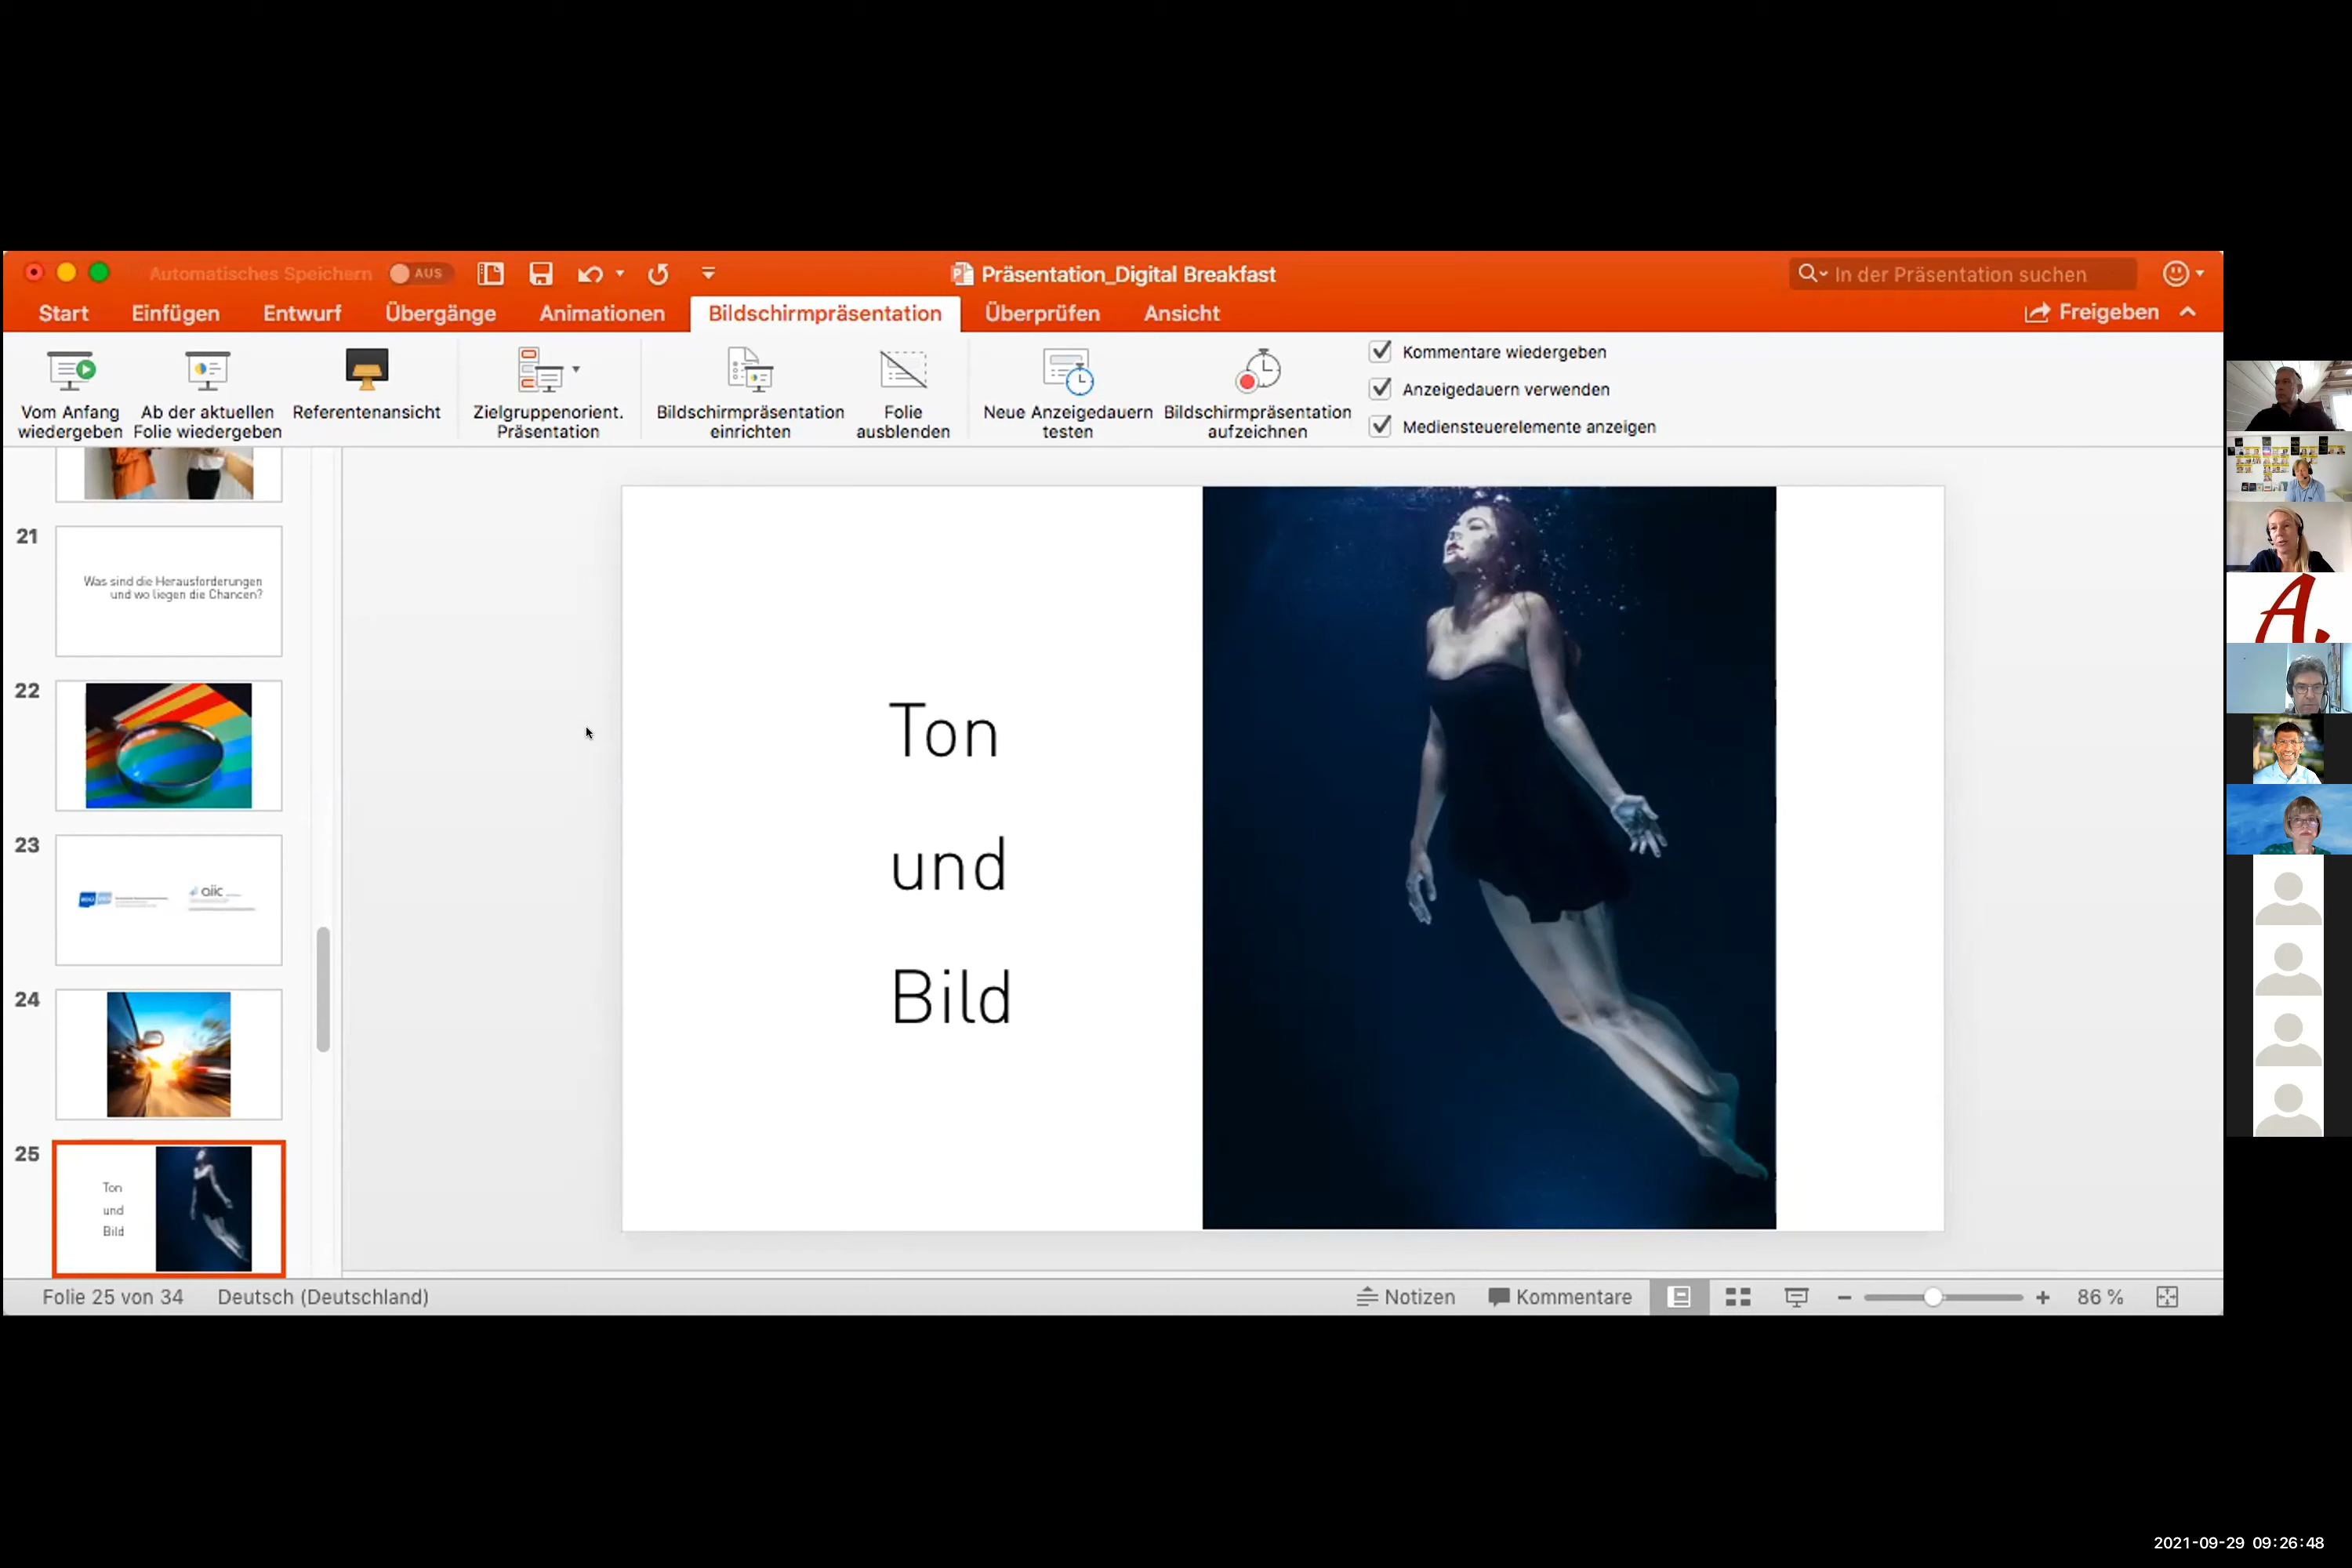 Automatisches Speichern AUS
Präsentation_Digital Breakfast
In der Präsentation suchen
Start Einfügen Entwurf Übergänge Animationen Bildschirmpräsentation Überprüfen Ansicht Freigeben
Vom Anfang wiedergeben
Ab der aktuellen Folie wiedergeben
Referentenansicht
Zielgruppenorient. Präsentation
Bildschirmpräsentation einrichten
Folie ausblenden
Neue Anzeigedauern testen
Bildschirmpräsentation aufzeichnen
Kommentare wiedergeben
Anzeigedauern verwenden
Mediensteuerelemente anzeigen
21
Was sind die Herausforderungen
und wo liegen die Chancen?
22
23
aiic
24
25
Ton
und
Bild
Ton
und
Bild
A.
Folie 25 von 34 Deutsch (Deutschland) Notizen Kommentare 86 %
2021-09-29 09:26:48